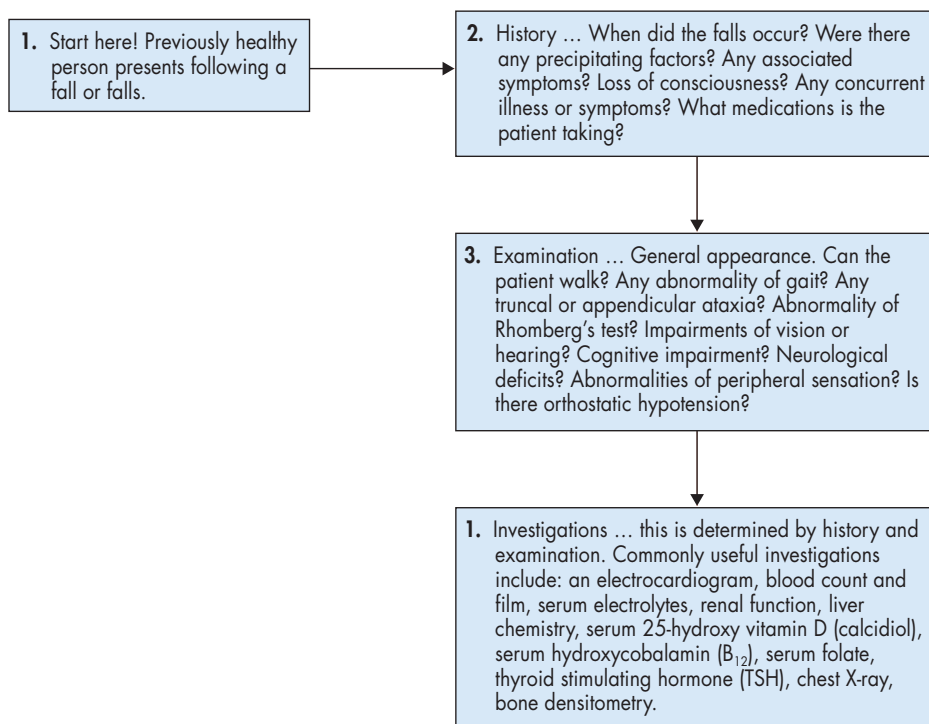 1. Start here! Previously healthy
person presents following a
fall or falls.
2. History ... When did the falls occur? Were there
any precipitating factors? Any associated
symptoms? Loss of consciousness? Any concurrent
illness or symptoms? What medications is the
patient taking?
3. Examination ... General appearance. Can the
patient walk? Any abnormality of gait? Any
truncal or appendicular ataxia? Abnormality of
Rhomberg's test? Impairments of vision or
hearing? Cognitive impairment? Neurological
deficits? Abnormalities of peripheral sensation? Is
there orthostatic hypotension?
1. Investigations ... this is determined by history and
examination. Commonly useful investigations
include: an electrocardiogram, blood count and
film, serum electrolytes, renal function, liver
chemistry, serum 25-hydroxy vitamin D (calcidiol),
serum hydroxycobalamin (B₁₂), serum folate,
thyroid stimulating hormone (TSH), chest X-ray,
bone densitometry.